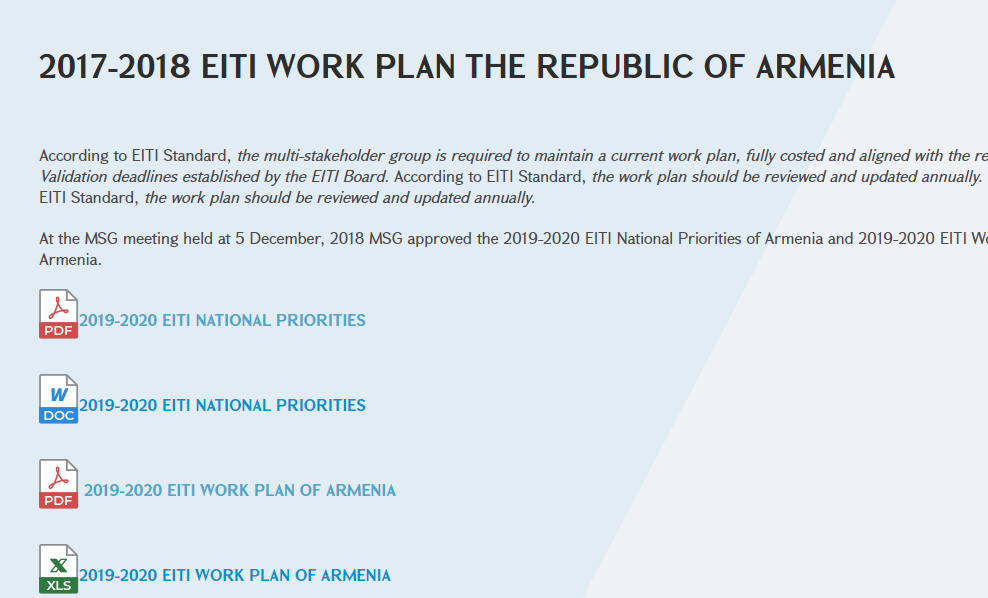 2017-2018 EITI WORK PLAN THE REPUBLIC OF ARMENIA
According to EITI Standard, the multi-stakeholder group is required to maintain a current work plan, fully costed and aligned with the
Validation deadlines established by the EITI Board. According to EITI Standard, the work plan should be reviewed and updated annually.
EITI Standard, the work plan should be reviewed and updated annually.
At the MSG meeting held at 5 December, 2018 MSG approved the 2019-2020 EITI National Priorities of Armenia and 2019-2020 EITI
Armenia.
PDF 2019-2020 EITI NATIONAL PRIORITIES
W DOC 2019-2020 EITI NATIONAL PRIORITIES
PDF 2019-2020 EITI WORK PLAN OF ARMENIA
X XLS 2019-2020 EITI WORK PLAN OF ARMENIA